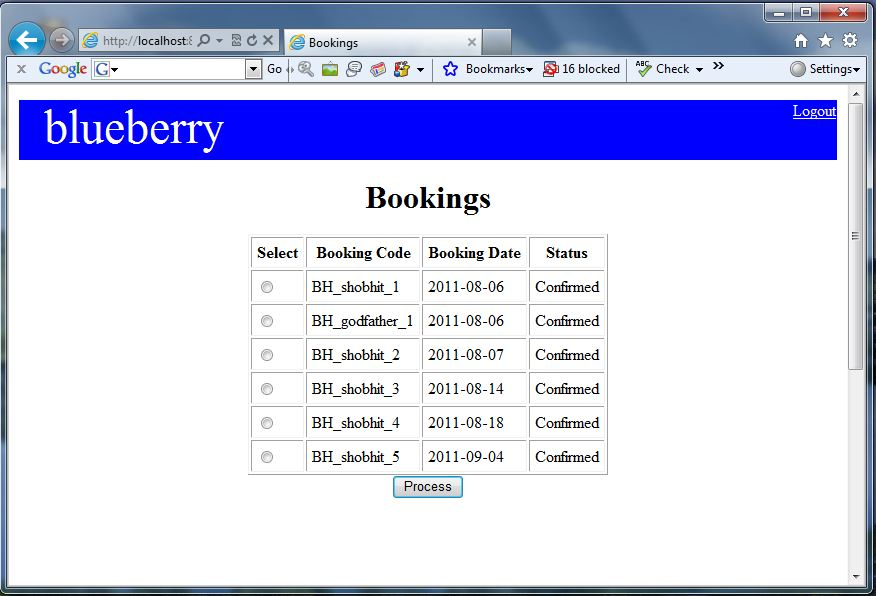 http://localhost:8
Bookings
x Google G Go Bookmarks 16 blocked ABC Check » Settings
Logout
blueberry
Bookings
Select Booking Code Booking Date Status
BH_shobhit_1 2011-08-06 Confirmed
BH_godfather_1 2011-08-06 Confirmed
BH_shobhit_2 2011-08-07 Confirmed
BH_shobhit_3 2011-08-14 Confirmed
BH_shobhit_4 2011-08-18 Confirmed
BH_shobhit_5 2011-09-04 Confirmed
Process